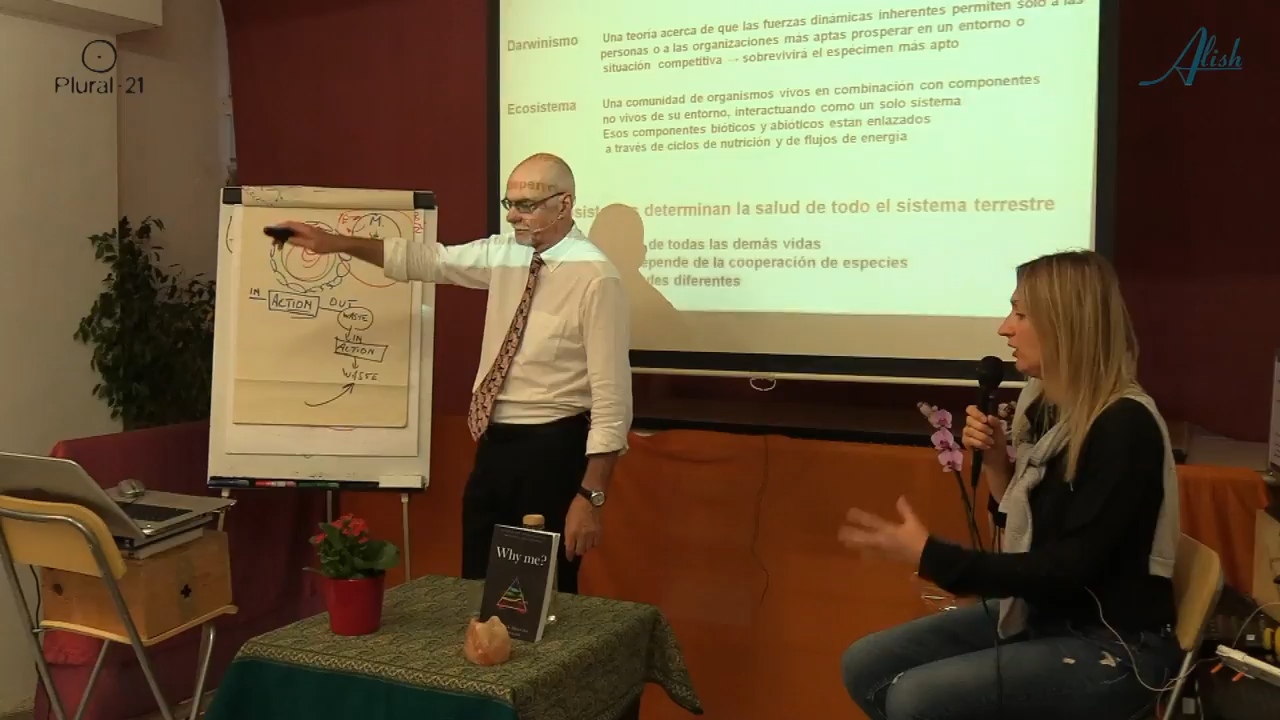 Plural-21
Alish
Darwinismo
Una teoría acerca de que las fuerzas dinámicas inherentes permiten solo a las
personas o a las organizaciones más aptas prosperar en un entorno o
situación competitiva → sobrevivirá el espécimen más apto
Ecosistema
Una comunidad de organismos vivos en combinación con componentes
no vivos de su entorno, interactuando como un solo sistema
Esos componentes bióticos y abióticos estan enlazados
a través de ciclos de nutrición y de flujos de energía
determinan la salud de todo el sistema terrestre
de todas las demás vidas
depende de la cooperación de especies
diferentes
M.
IN
ACTION
OUT
WASTE
IN
ACTION
WASTE
Why me?